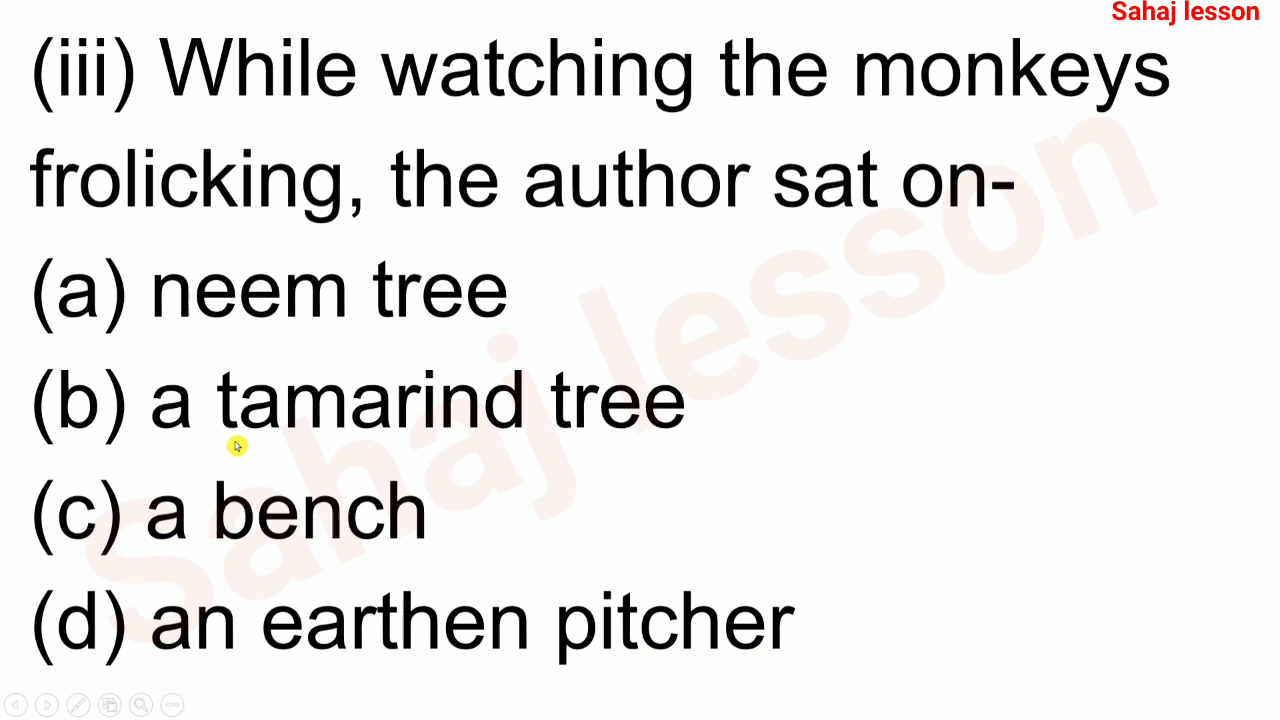 Sahaj lesson
(iii) While watching the monkeys
frolicking, the author sat on-
(a) neem tree
(b) a tamarind tree
(c) a bench
(d) an earthen pitcher
Sahaj lesson